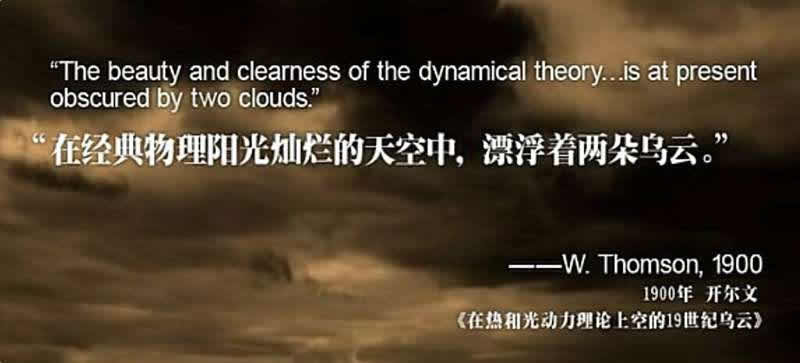 “The beauty and clearness of the dynamical theory…is at present
obscured by two clouds.”
“在经典物理阳光灿烂的天空中，漂浮着两朵乌云。”
——W. Thomson, 1900
1900年 开尔文
《在热和光动力理论上空的19世纪乌云》